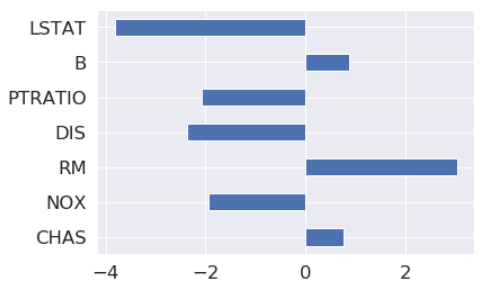 LSTAT
B
PTRATIO
DIS
RM
NOX
CHAS
−4 −2 0 2